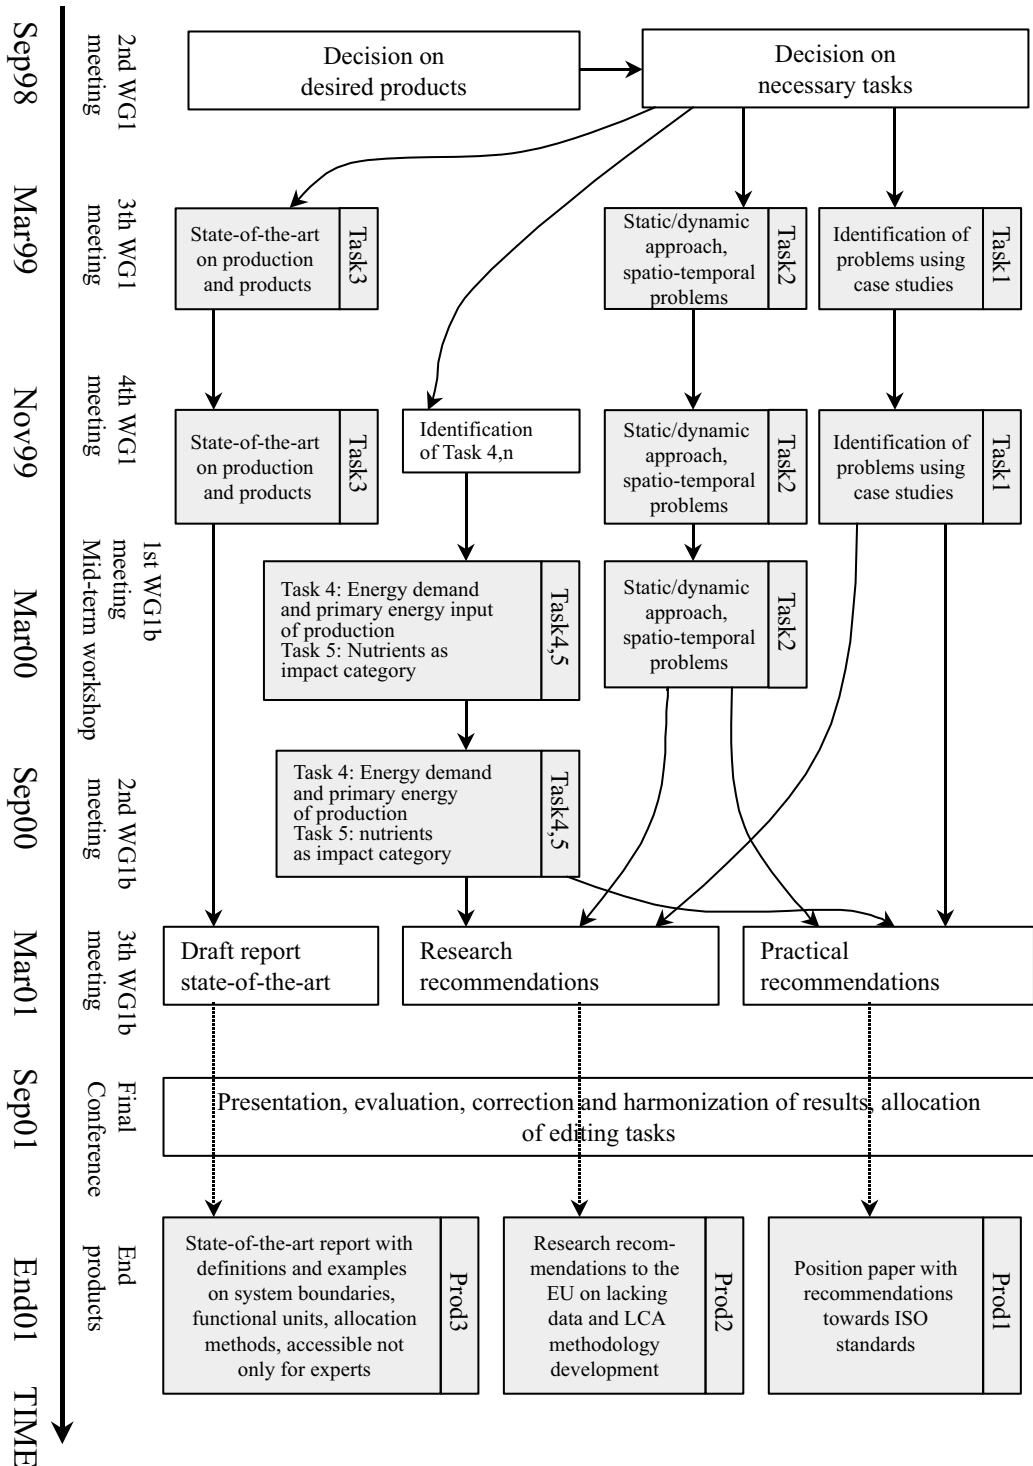 Sep98
2nd WG1
meeting
Decision on
desired products
Decision on
necessary tasks
Mar99
3th WG1
meeting
State-of-the-art
on production
and products
Task3
Static/dynamic
approach,
spatio-temporal
problems
Task2
Identification of
problems using
case studies
Task1
Nov99
4th WG1
meeting
State-of-the-art
on production
and products
Task3
Identification
of Task 4,n
Static/dynamic
approach,
spatio-temporal
problems
Task2
Identification of
problems using
case studies
Task1
Mar00
1st WG1b
meeting
Mid-term workshop
Task 4: Energy demand
and primary energy input
of production
Task 5: Nutrients as
impact category
Task4,5
Static/dynamic
approach,
spatio-temporal
problems
Task2
Sep00
2nd WG1b
meeting
Task 4: Energy demand
and primary energy
of production
Task 5: nutrients
as impact category
Task4,5
Mar01
3th WG1b
meeting
Draft report
state-of-the-art
Research
recommendations
Practical
recommendations
Sep01
Final
Conference
Presentation, evaluation, correction and harmonization of results, allocation
of editing tasks
End01
End
products
State-of-the-art report with
definitions and examples
on system boundaries,
functional units, allocation
methods, accessible not
only for experts
Prod3
Research recom-
mendations to the
EU on lacking
data and LCA
methodology
development
Prod2
Position paper with
recommendations
towards ISO
standards
Prod1
TIME